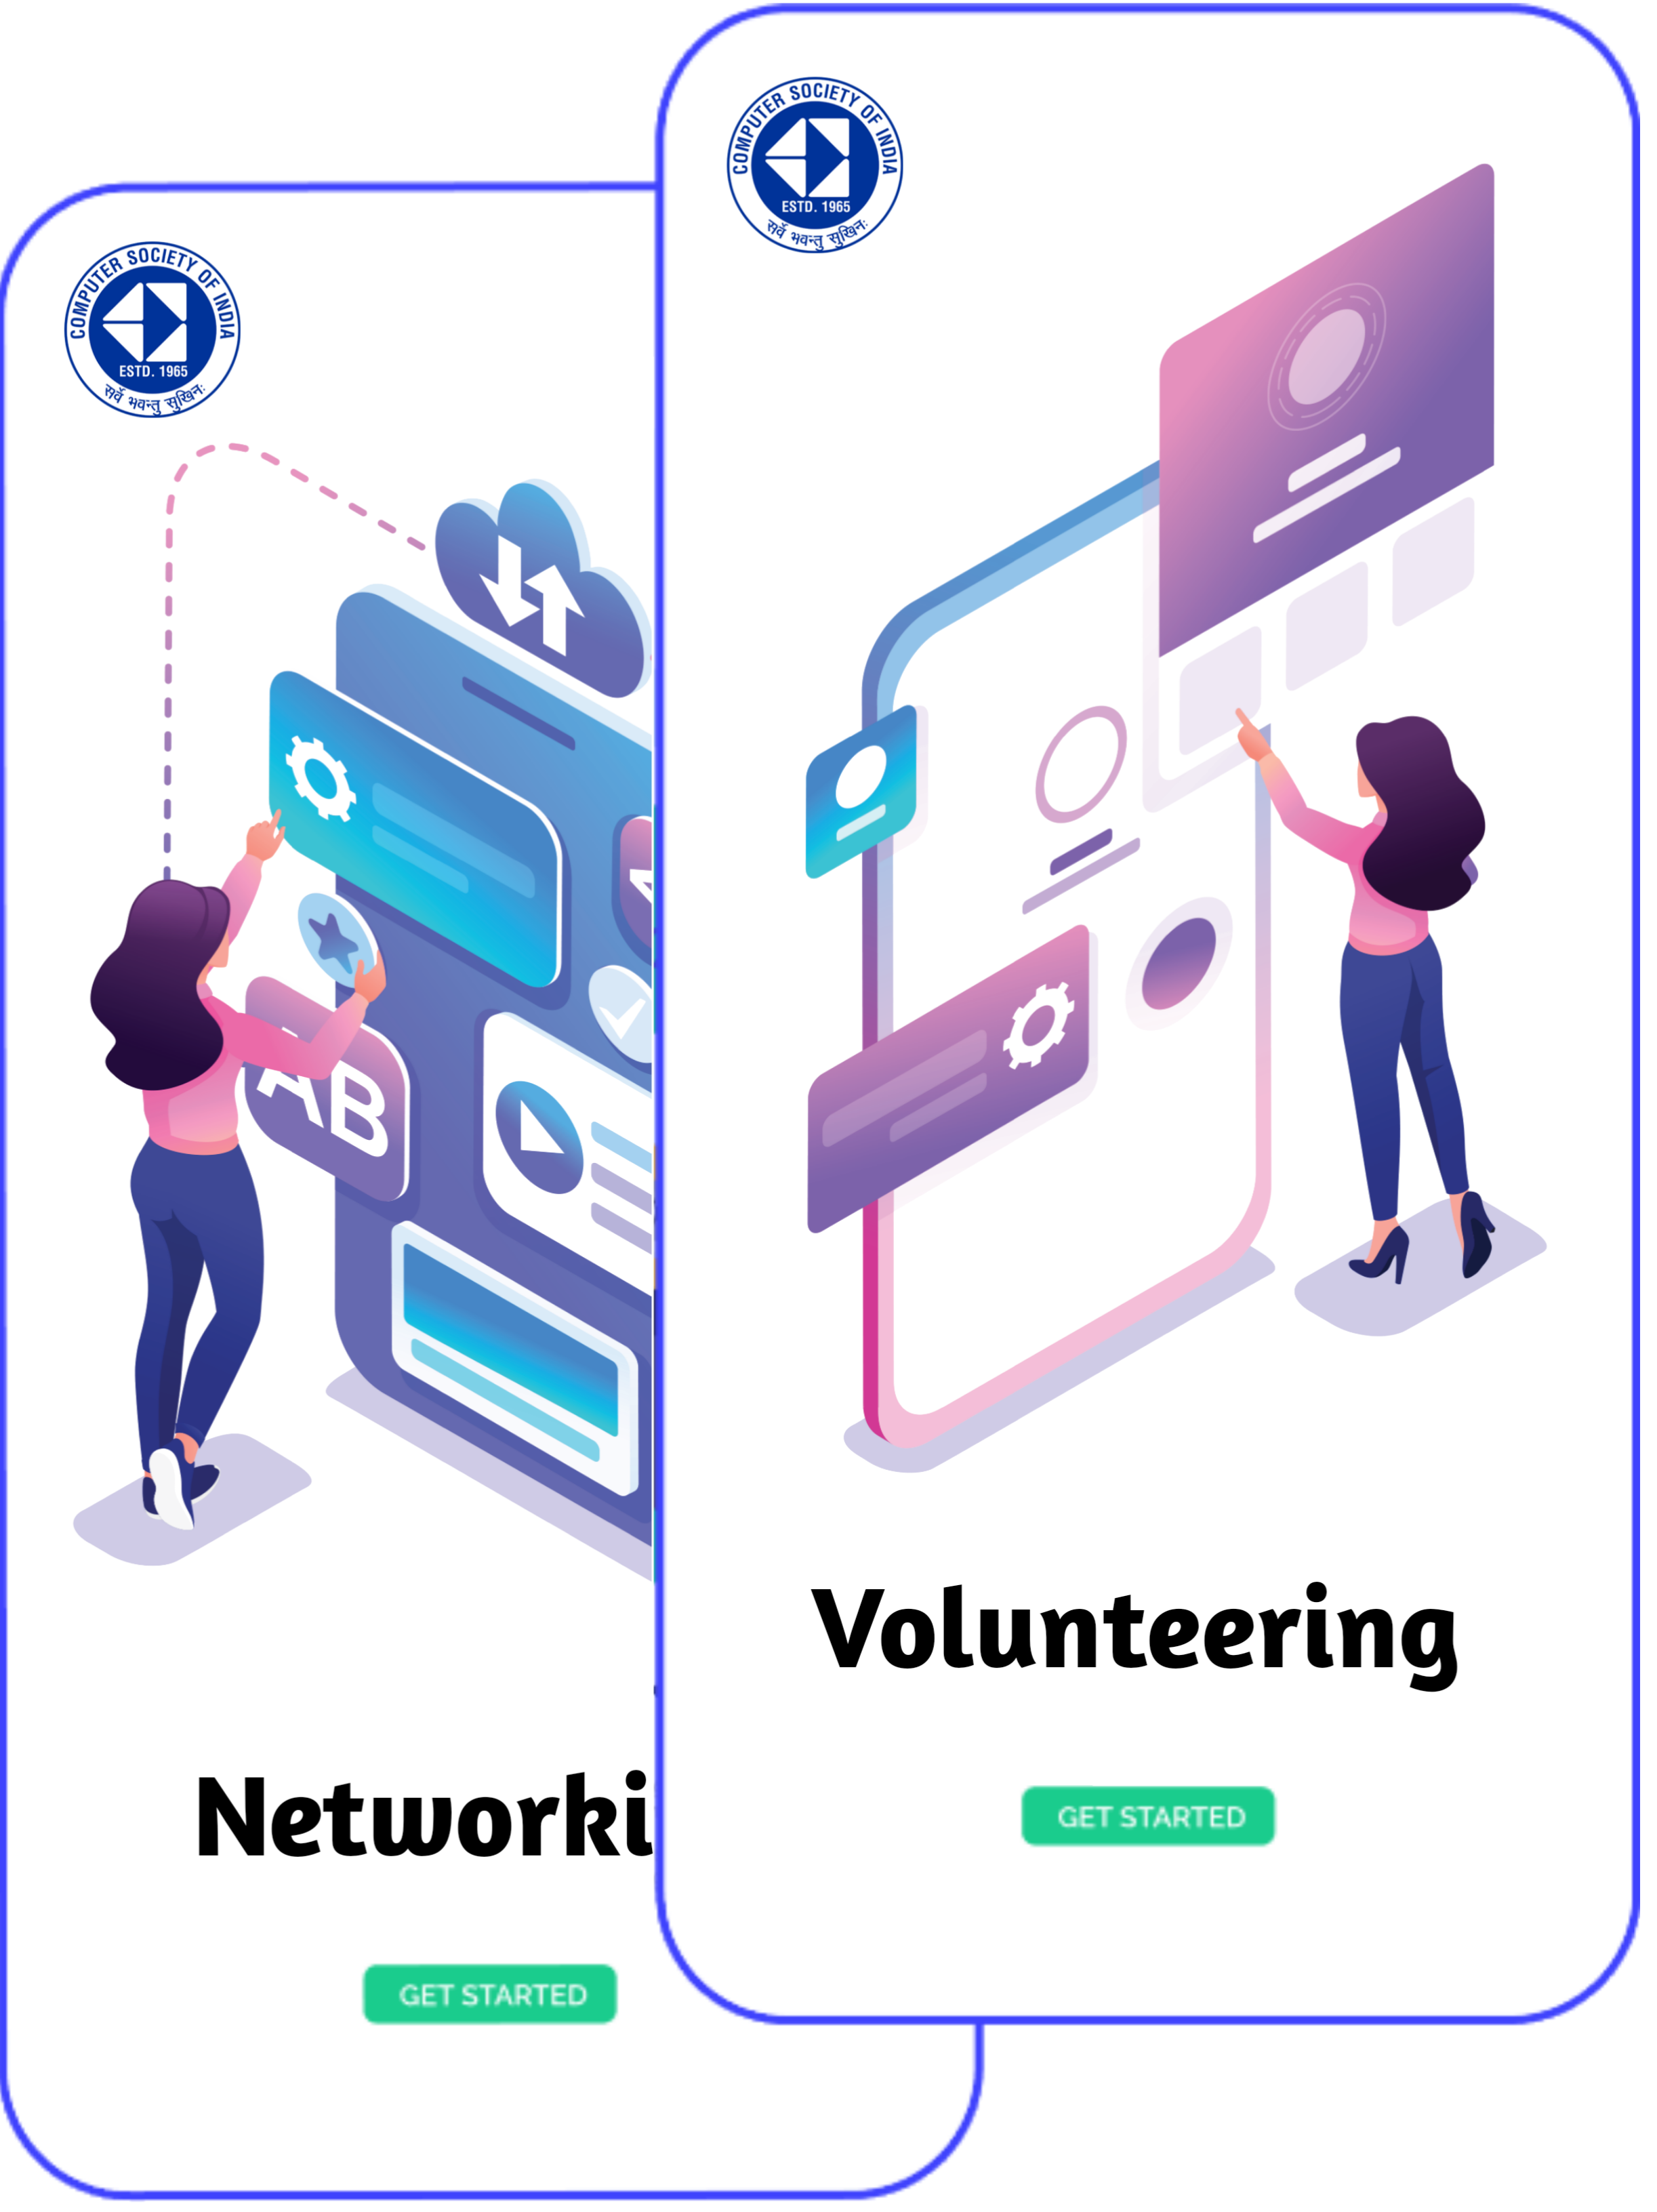 COMPUTER SOCIETY OF INDIA
ESTD. 1965
सर्वे भवन्तु सुखिनः
AB
Networki
GET STARTED
COMPUTER SOCIETY OF INDIA
ESTD. 1965
सर्वे भवन्तु सुखिनः
Volunteering
GET STARTED